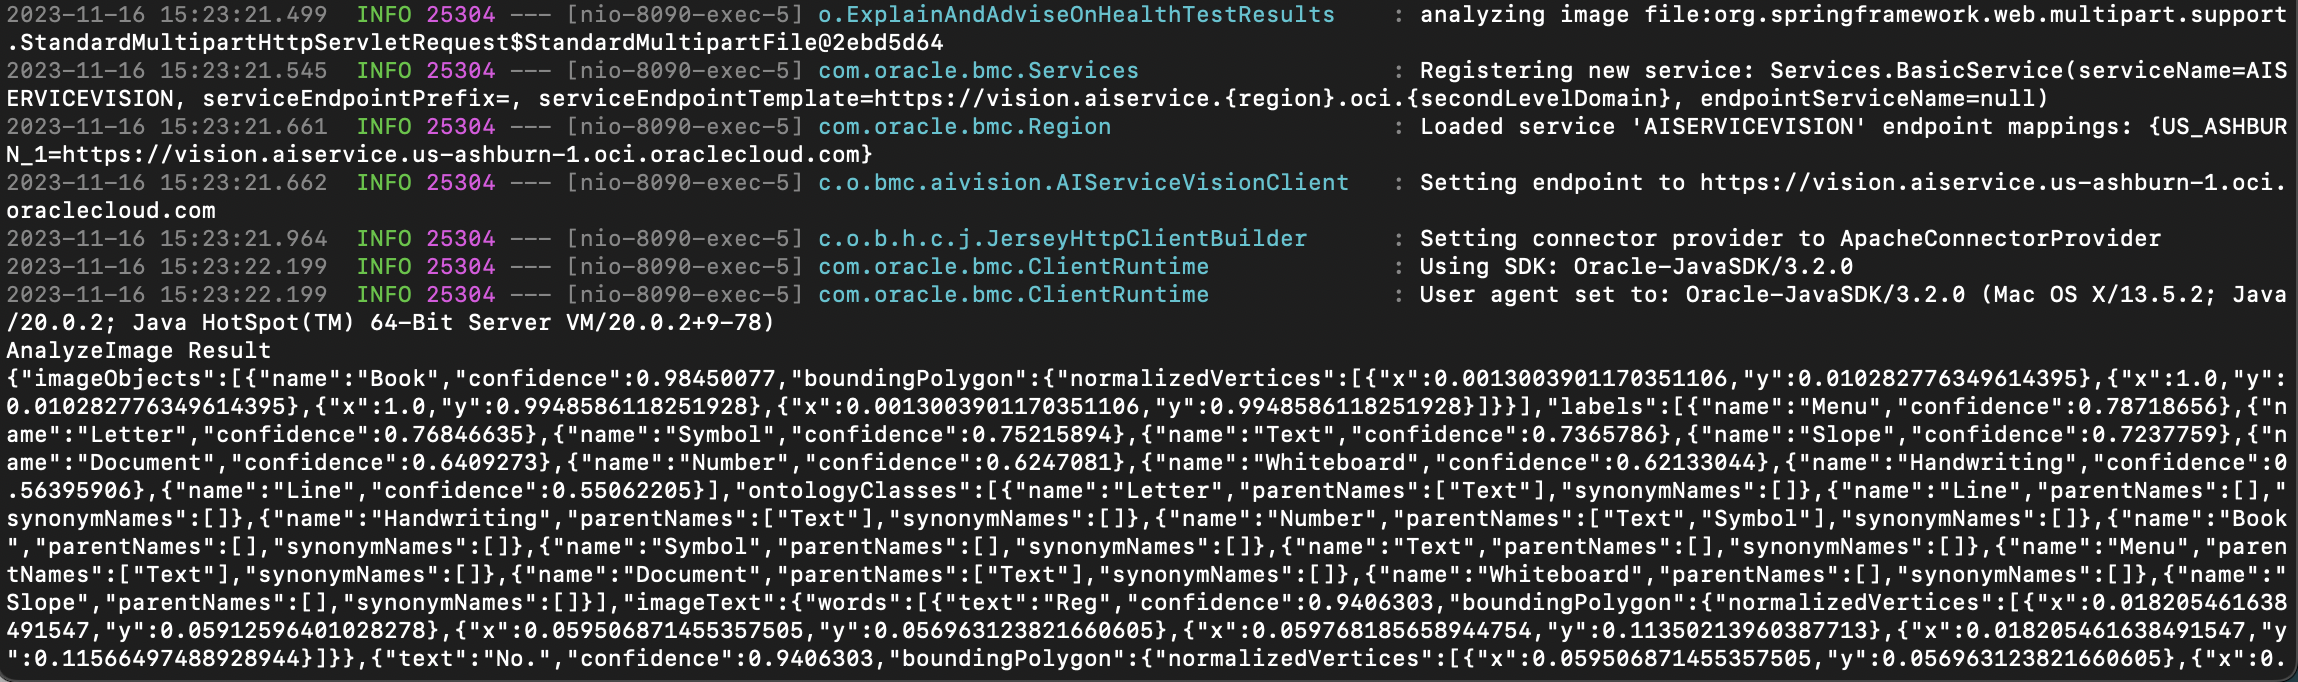 2023-11-16 15:23:21.499  INFO 25304 --- [nio-8090-exec-5] o.ExplainAndAdviseOnHealthTestResults    : analyzing image file:org.springframework.web.multipart.support
.StandardMultipartHttpServletRequest$StandardMultipartFile@2ebd5d64
2023-11-16 15:23:21.545  INFO 25304 --- [nio-8090-exec-5] com.oracle.bmc.Services                  : Registering new service: Services.BasicService(serviceName=AIS
ERVICEVISION, serviceEndpointPrefix=, serviceEndpointTemplate=https://vision.aiservice.{region}.oci.{secondLevelDomain}, endpointServiceName=null)
2023-11-16 15:23:21.661  INFO 25304 --- [nio-8090-exec-5] com.oracle.bmc.Region                    : Loaded service 'AISERVICEVISION' endpoint mappings: {US_ASHBUR
N_1=https://vision.aiservice.us-ashburn-1.oci.oraclecloud.com}
2023-11-16 15:23:21.662  INFO 25304 --- [nio-8090-exec-5] c.o.bmc.aivision.AIServiceVisionClient   : Setting endpoint to https://vision.aiservice.us-ashburn-1.oci.
oraclecloud.com
2023-11-16 15:23:21.964  INFO 25304 --- [nio-8090-exec-5] c.o.b.h.c.j.JerseyHttpClientBuilder      : Setting connector provider to ApacheConnectorProvider
2023-11-16 15:23:22.199  INFO 25304 --- [nio-8090-exec-5] com.oracle.bmc.ClientRuntime             : Using SDK: Oracle-JavaSDK/3.2.0
2023-11-16 15:23:22.199  INFO 25304 --- [nio-8090-exec-5] com.oracle.bmc.ClientRuntime             : User agent set to: Oracle-JavaSDK/3.2.0 (Mac OS X/13.5.2; Java
/20.0.2; Java HotSpot(TM) 64-Bit Server VM/20.0.2+9-78)
AnalyzeImage Result
{"imageObjects":[{"name":"Book","confidence":0.98450077,"boundingPolygon":{"normalizedVertices":[{"x":0.0013003901170351106,"y":0.010282776349614395},{"x":1.0,"y":
0.010282776349614395},{"x":1.0,"y":0.9948586118251928},{"x":0.0013003901170351106,"y":0.9948586118251928}]}}],"labels":[{"name":"Menu","confidence":0.78718656},{"n
ame":"Letter","confidence":0.76846635},{"name":"Symbol","confidence":0.75215894},{"name":"Text","confidence":0.7365786},{"name":"Slope","confidence":0.7237759},{"n
ame":"Document","confidence":0.6409273},{"name":"Number","confidence":0.6247081},{"name":"Whiteboard","confidence":0.62133044},{"name":"Handwriting","confidence":0
.56395906},{"name":"Line","confidence":0.55062205}],"ontologyClasses":[{"name":"Letter","parentNames":["Text"],"synonymNames":[]},{"name":"Line","parentNames":[],"
synonymNames":[]},{"name":"Handwriting","parentNames":["Text"],"synonymNames":[]},{"name":"Number","parentNames":["Text","Symbol"],"synonymNames":[]},{"name":"Book
","parentNames":[],"synonymNames":[]},{"name":"Symbol","parentNames":[],"synonymNames":[]},{"name":"Text","parentNames":[],"synonymNames":[]},{"name":"Menu","paren
tNames":["Text"],"synonymNames":[]},{"name":"Document","parentNames":["Text"],"synonymNames":[]},{"name":"Whiteboard","parentNames":[],"synonymNames":[]},{"name":"
Slope","parentNames":[],"synonymNames":[]}],"imageText":{"words":[{"text":"Reg","confidence":0.9406303,"boundingPolygon":{"normalizedVertices":[{"x":0.018205461638
491547,"y":0.05912596401028278},{"x":0.059506871455357505,"y":0.056963123821660605},{"x":0.059768185658944754,"y":0.11350213960387713},{"x":0.018205461638491547,"y
":0.11566497488928944}]}},{"text":"No.","confidence":0.9406303,"boundingPolygon":{"normalizedVertices":[{"x":0.059506871455357505,"y":0.056963123821660605},{"x":0.